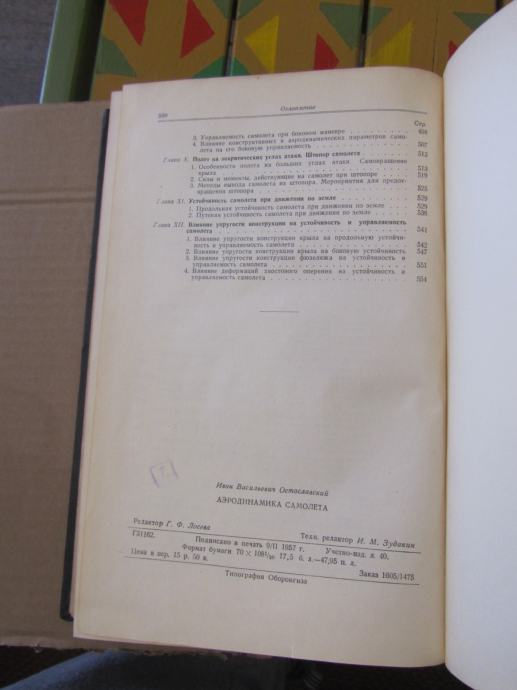 560 Оглавление
Стр.
3. Управляемость самолета при боковом маневре . . . . . . . . . . 498
4. Влияние конструктивных и аэродинамических параметров само-
лета на его боковую управляемость . . . . . . . . . . 507
Глава X. Полет на закритических углах атаки. Штопор самолета . . . . . 513
1. Особенности полета на больших углах атаки. Самовращение
крыла . . . . . . . . . . 513
2. Силы и моменты, действующие на самолет при штопоре . . . . . 519
3. Методы вывода самолета из штопора. Мероприятия для предот-
вращения штопора . . . . . . . . . . 525
Глава XI. Устойчивость самолета при движении по земле . . . . . . . . 529
1. Продольная устойчивость самолета при движении по земле . . . . 529
2. Путевая устойчивость самолета при движении по земле . . . . . 536
Глава XII. Влияние упругости конструкции на устойчивость и управляемость
самолета . . . . . . . . . . 541
1. Влияние упругости конструкции крыла на продольную устойчи-
вость и управляемость самолета . . . . . . . . . . 542
2. Влияние упругости конструкции крыла на боковую устойчивость 547
3. Влияние упругости конструкции фюзеляжа на устойчивость и
управляемость самолета . . . . . . . . . . 551
4. Влияние деформаций хвостового оперения на устойчивость и
управляемость самолета . . . . . . . . . . 554
Иван Васильевич Остославский
АЭРОДИНАМИКА САМОЛЕТА
Редактор Г. Ф. Лосева Техн. редактор И. М. Зудакин
Г31162. Подписано в печать 9/II 1957 г. Учетно-изд. л. 40.
Формат бумаги 70 × 108¹/₁₆ 17,5 б. л.—47,95 п. л.
Цена в пер. 15 р. 50 к. Заказ 1605/1475
Типография Оборонгиза